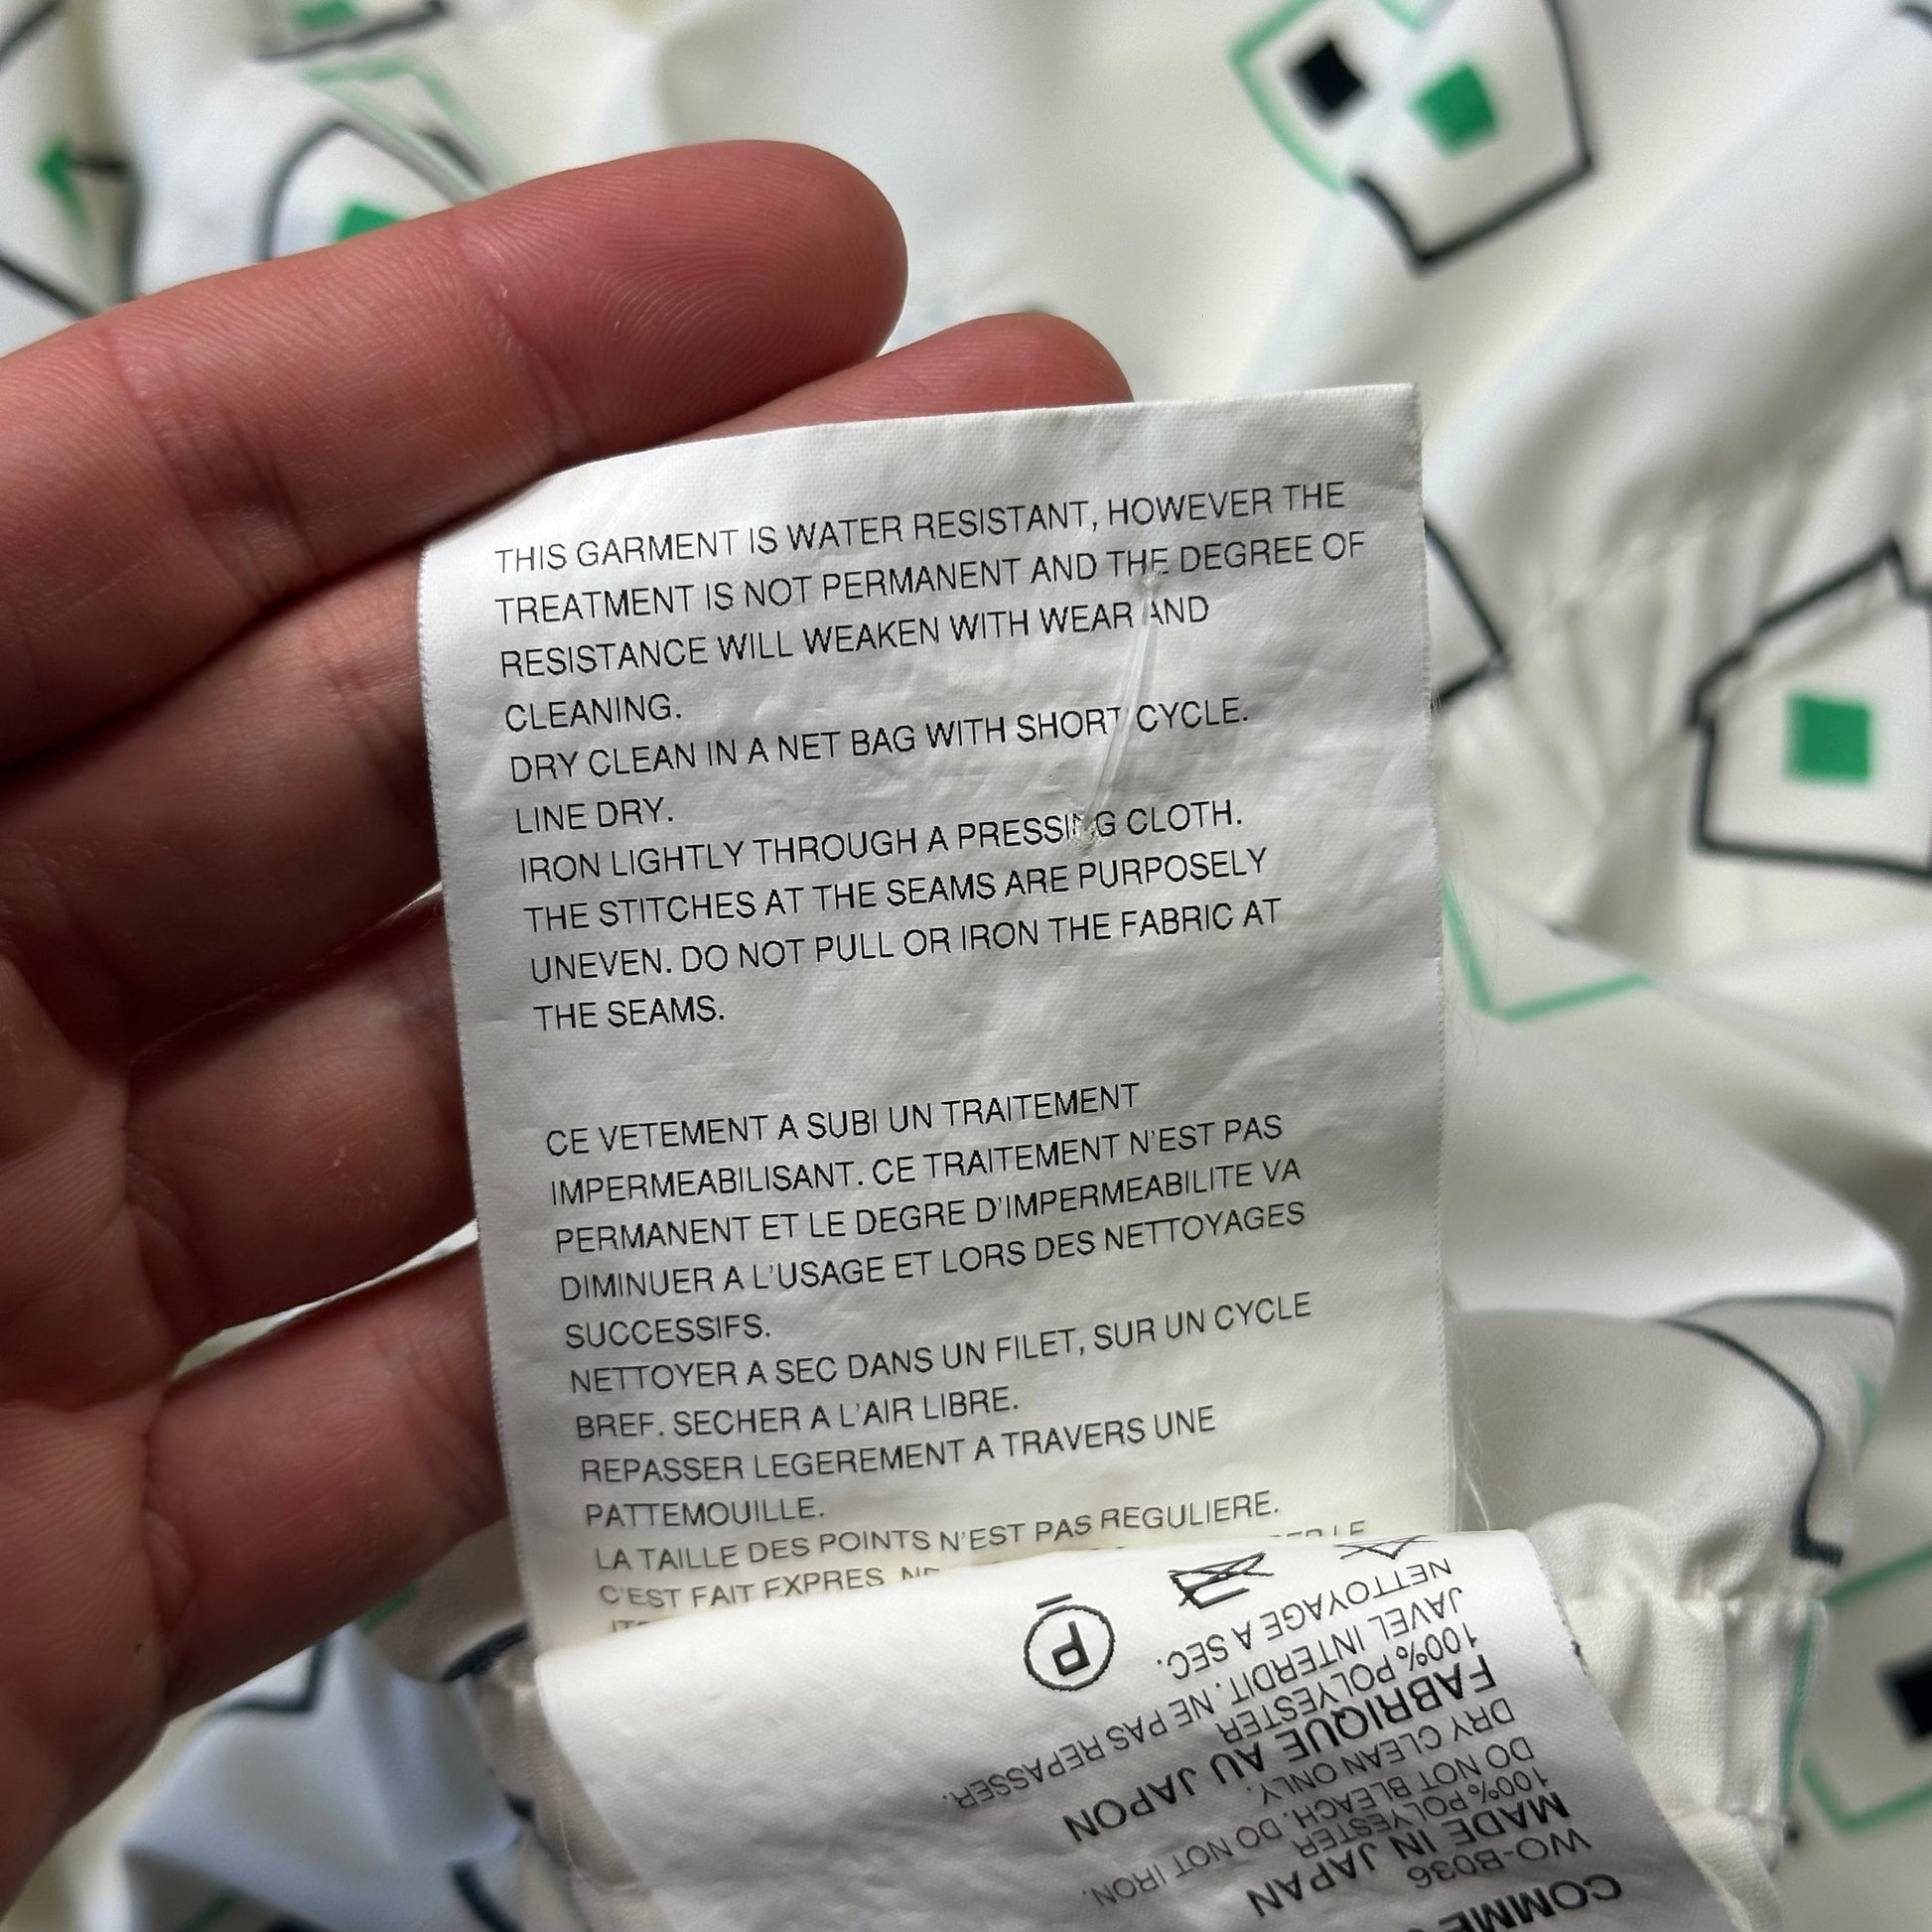 THIS GARMENT IS WATER RESISTANT, HOWEVER THE
TREATMENT IS NOT PERMANENT AND THE DEGREE OF
RESISTANCE WILL WEAKEN WITH WEAR AND
CLEANING.
DRY CLEAN IN A NET BAG WITH SHORT CYCLE.
LINE DRY.
IRON LIGHTLY THROUGH A PRESSING CLOTH.
THE STITCHES AT THE SEAMS ARE PURPOSELY
UNEVEN. DO NOT PULL OR IRON THE FABRIC AT
THE SEAMS.
CE VETEMENT A SUBI UN TRAITEMENT
IMPERMEABILISANT. CE TRAITEMENT N'EST PAS
PERMANENT ET LE DEGRE D'IMPERMEABILITE VA
DIMINUER A L'USAGE ET LORS DES NETTOYAGES
SUCCESSIFS.
NETTOYER A SEC DANS UN FILET, SUR UN CYCLE
BREF. SECHER A L'AIR LIBRE.
REPASSER LEGEREMENT A TRAVERS UNE
PATTEMOUILLE.
LA TAILLE DES POINTS N'EST PAS REGULIERE.
C'EST FAIT EXPRES. NE
COMME
WO-B036
MADE IN JAPAN
100% POLYESTER
DO NOT BLEACH. DO NOT IRON.
DRY CLEAN ONLY.
FABRIQUE AU JAPON
100% POLYESTER
JAVEL INTERDIT. NE PAS REPASSER.
NETTOYAGE A SEC.
P